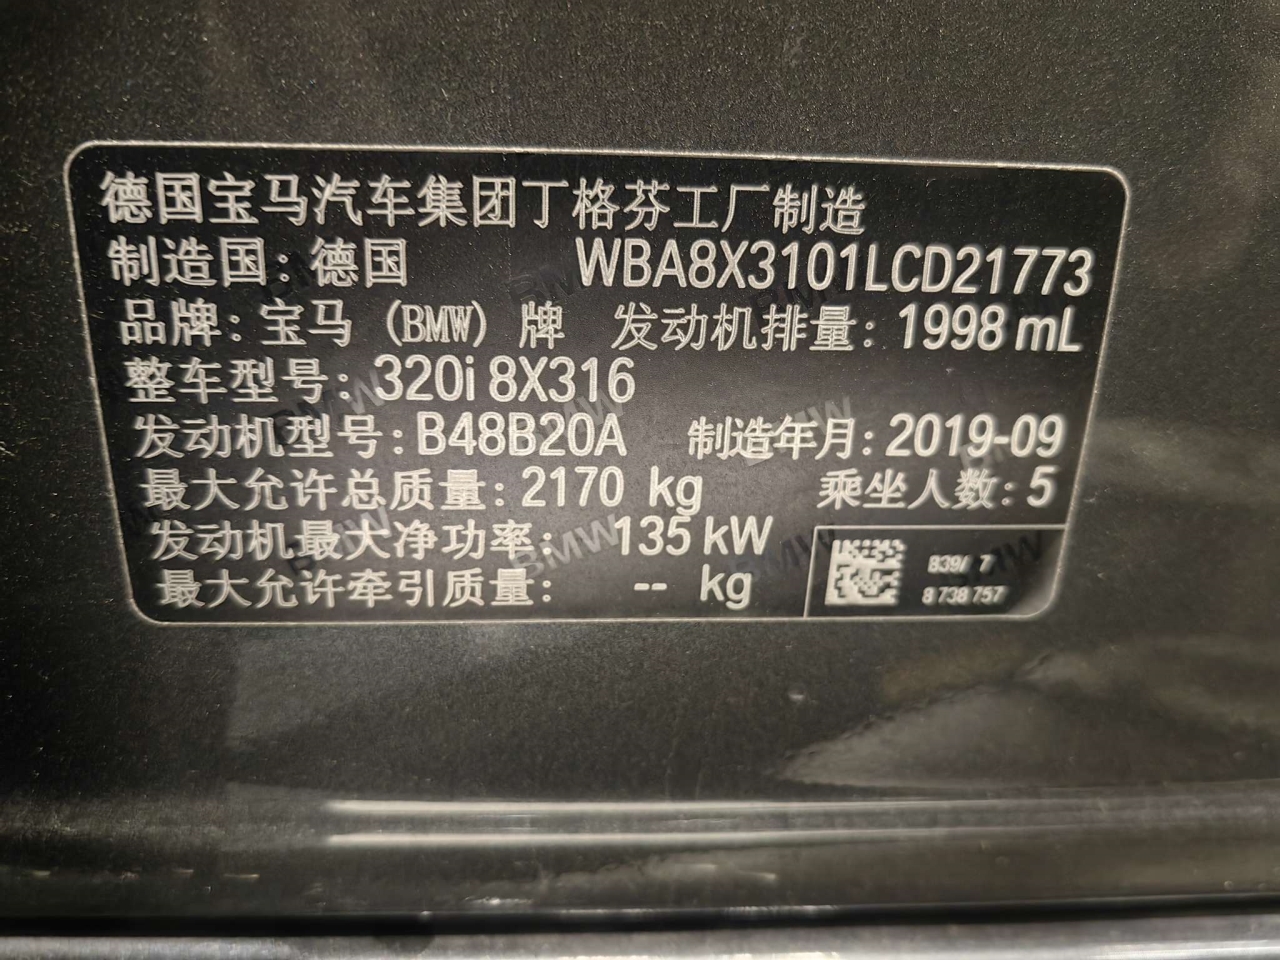 德国宝马汽车集团丁格芬工厂制造
制造国：德国 WBA8X3101LCD21773
品牌：宝马 (BMW) 牌 发动机排量：1998 mL
整车型号：320i 8X316
发动机型号：B48B20A 制造年月：2019-09
最大允许总质量：2170 kg 乘坐人数：5
发动机最大净功率： 135 kW
最大允许牵引质量： -- kg
839/ 7
8 738 757